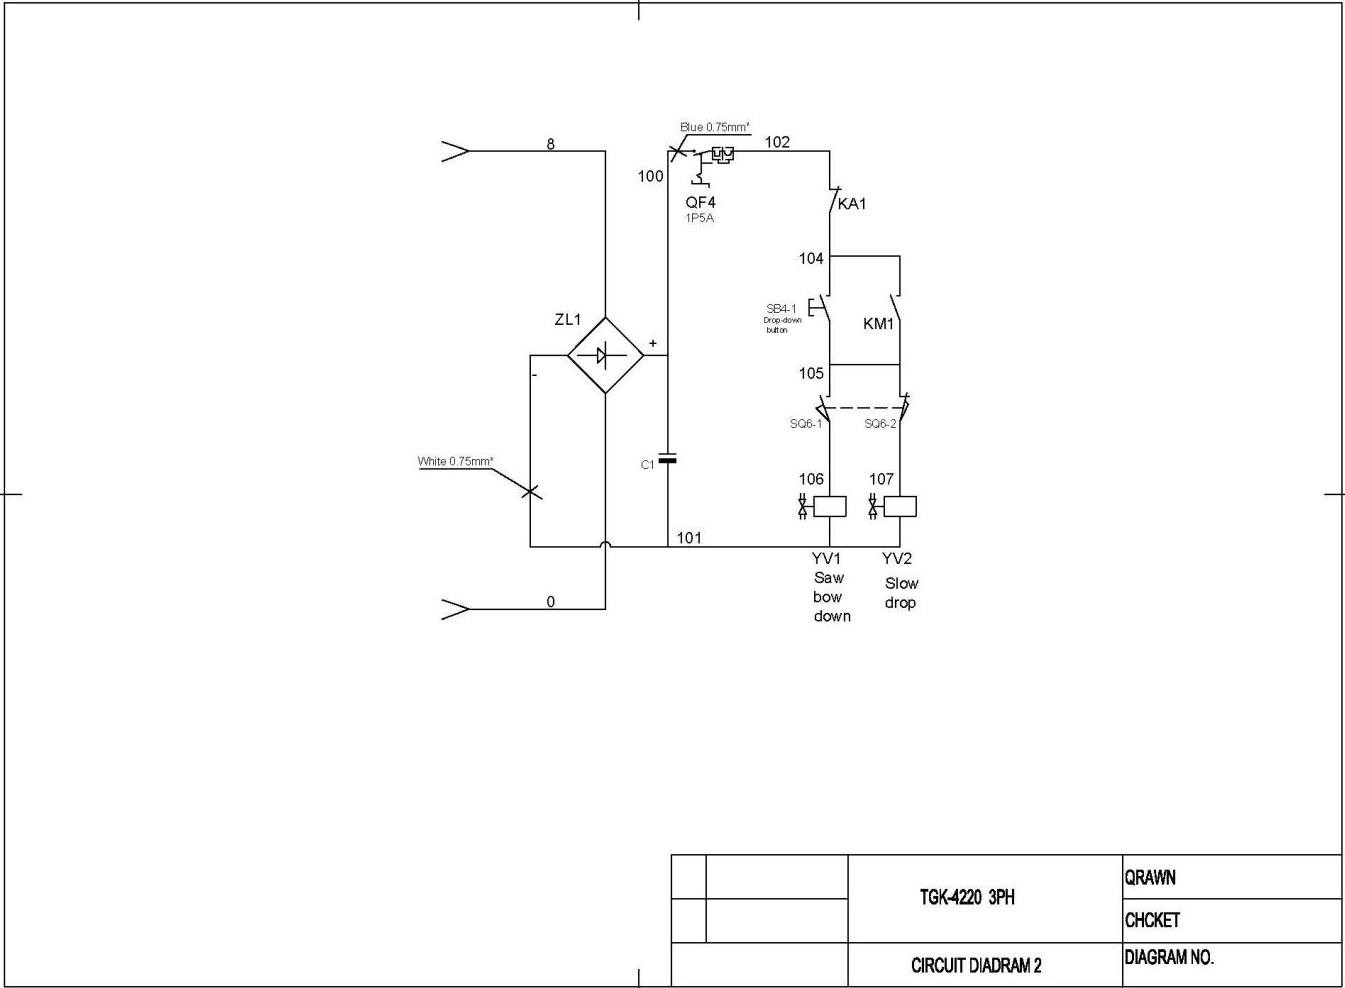 Blue 0.75mm²
8
102
100
QF4
1P5A
KA1
104
SB4-1
Drop-down
button
KM1
ZL1
+
-
105
SQ6-1
SQ6-2
White 0.75mm²
C1
106
107
101
YV1
Saw
bow
down
YV2
Slow
drop
0
TGK-4220 3PH
QRAWN
CHCKET
CIRCUIT DIADRAM 2
DIAGRAM NO.